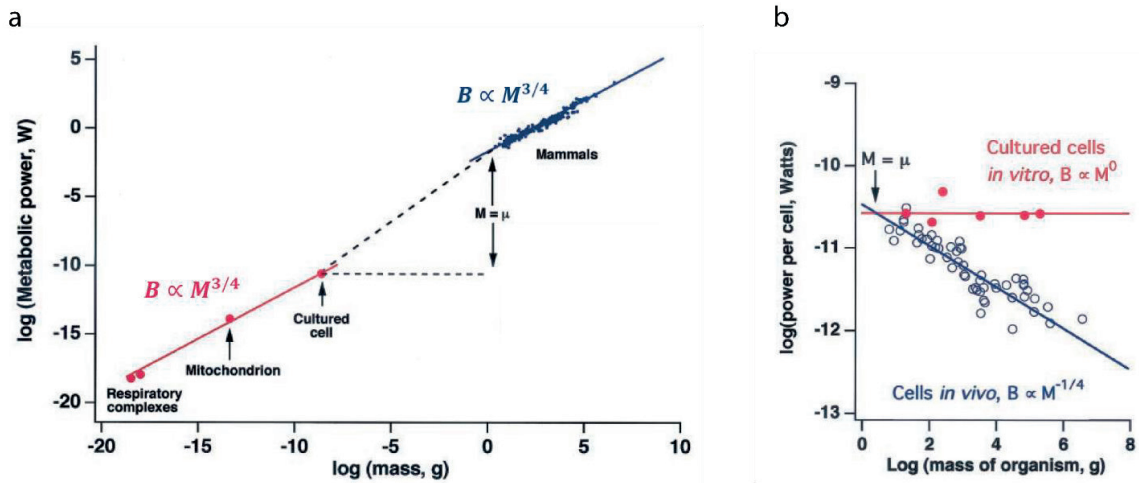 a
5
0
-5
-10
-15
-20
log (Metabolic power, W)
B ∝ M^{3/4}
Mammals
M = μ
B ∝ M^{3/4}
Cultured
cell
Mitochondrion
Respiratory
complexes
-20
-15
-10
-5
0
5
10
log (mass, g)
b
-9
-10
-11
-12
-13
log(power per cell, Watts)
M = μ
Cultured cells
in vitro, B ∝ M^0
Cells in vivo, B ∝ M^{-1/4}
0
2
4
6
8
Log (mass of organism, g)